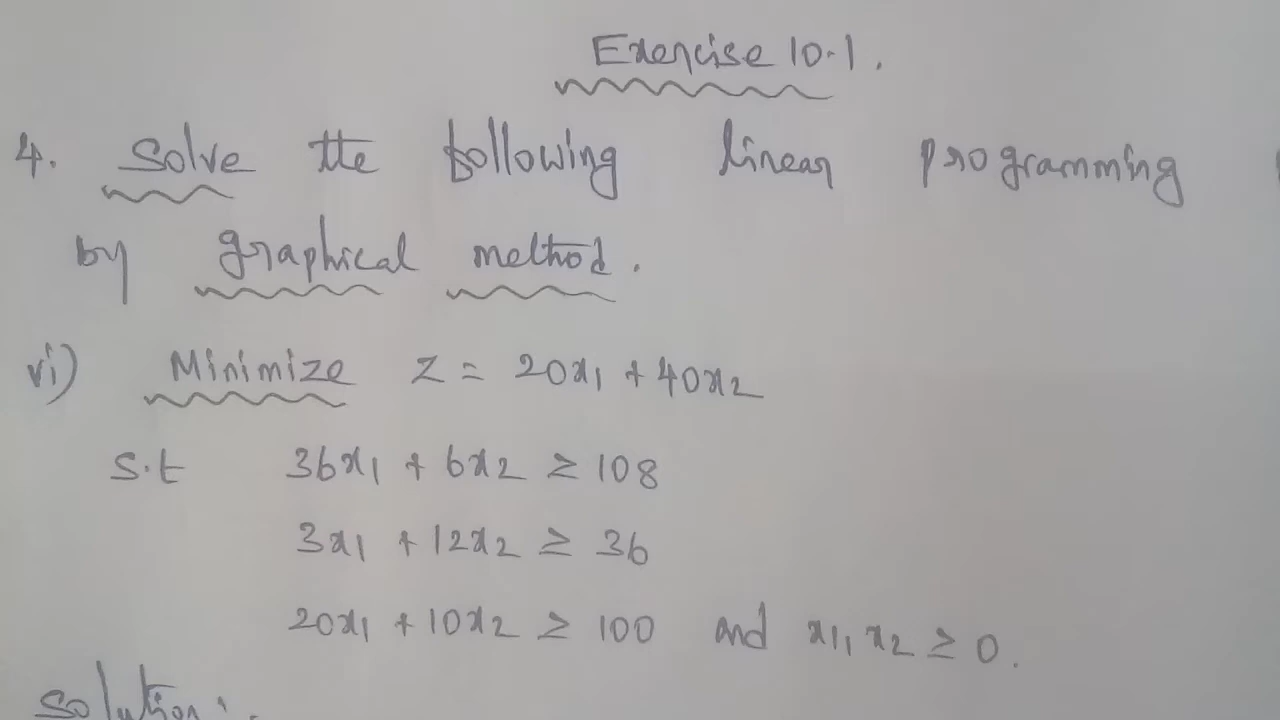 Exercise 10.1.
4. Solve the following linear programming
by graphical method.
vi) Minimize Z = 20x1 + 40x2
S.t 36x1 + 6x2 ≥ 108
3x1 + 12x2 ≥ 36
20x1 + 10x2 ≥ 100 and x1, x2 ≥ 0.
Solution: